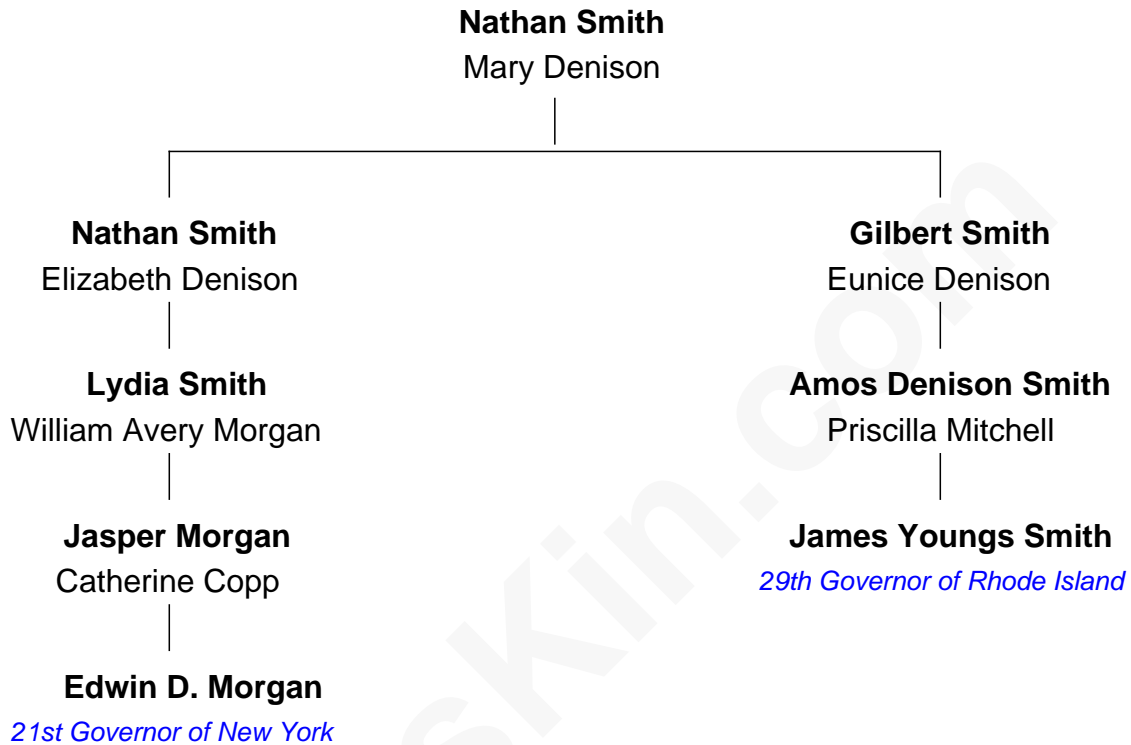 Nathan Smith
Mary Denison
Nathan Smith
Elizabeth Denison
Gilbert Smith
Eunice Denison
Lydia Smith
William Avery Morgan
Amos Denison Smith
Priscilla Mitchell
Jasper Morgan
Catherine Copp
James Youngs Smith
29th Governor of Rhode Island
Edwin D. Morgan
21st Governor of New York
sKin.com